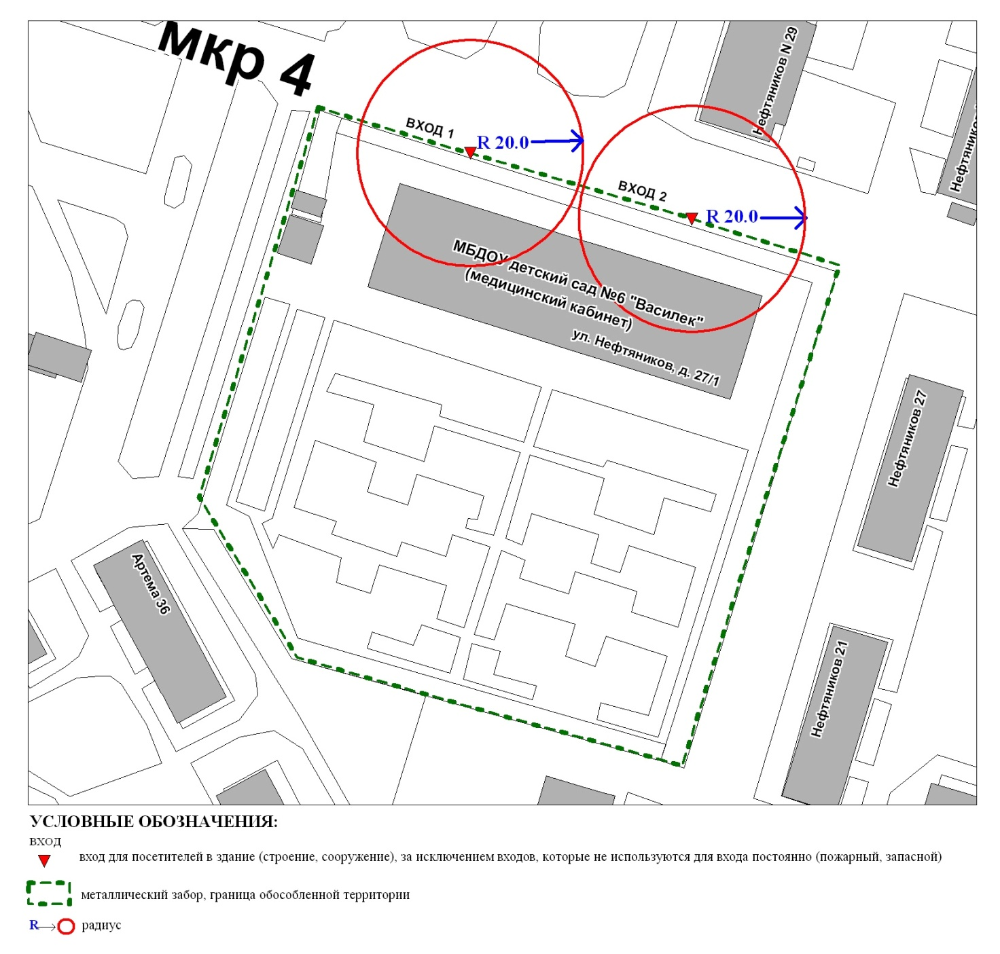 мкр 4
Нефтяников N 29
ВХОД 1
R 20.0
ВХОД 2
R 20.0
МБДОУ детский сад №6 "Василек"
(медицинский кабинет)
ул. Нефтяников, д. 27/1
Нефтяников 27
Артема 36
Нефтяников 21
УСЛОВНЫЕ ОБОЗНАЧЕНИЯ:
ВХОД
вход для посетителей в здание (строение, сооружение), за исключением входов, которые не используются для входа постоянно (пожарный, запасной)
металлический забор, граница обособленной территории
R
радиус